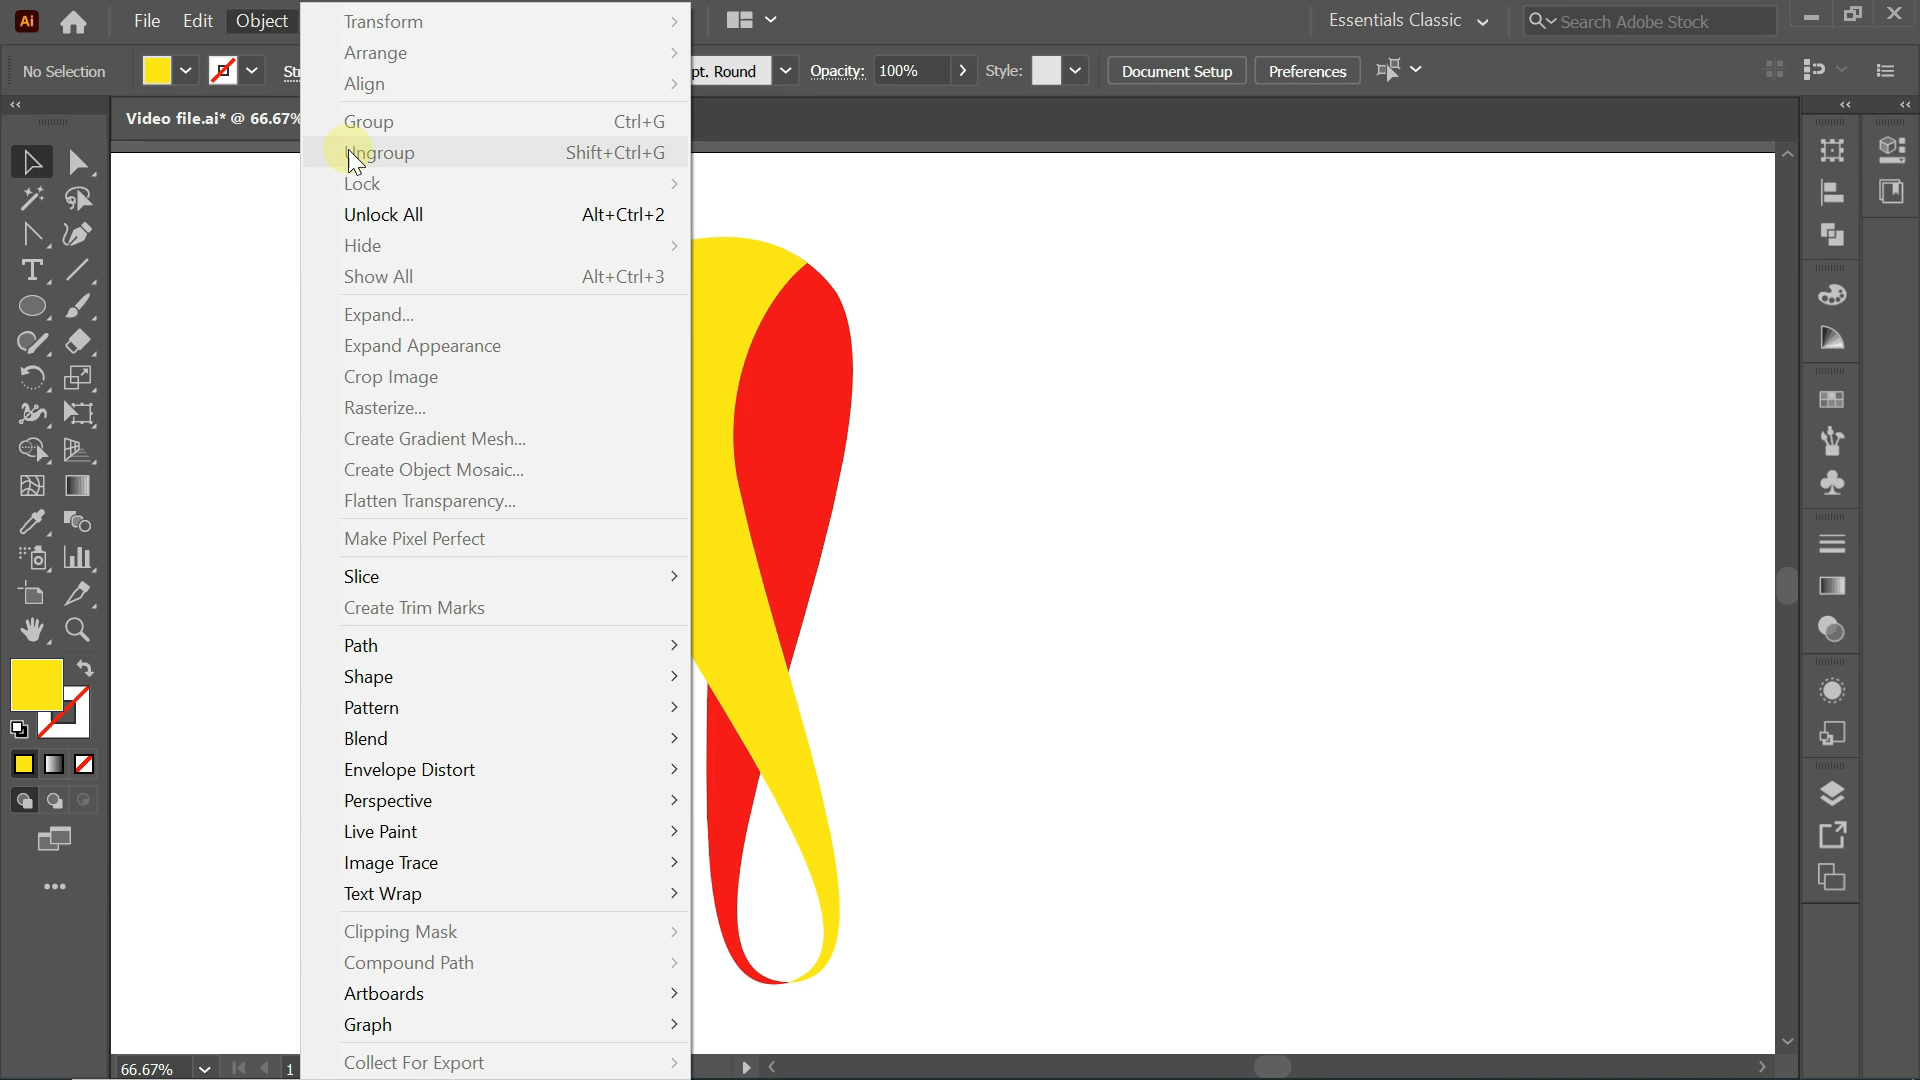 Ai File Edit Object
Essentials Classic
Search Adobe Stock
No Selection
pt. Round
Opacity: 100%
Style:
Document Setup
Preferences
Video file.ai* @ 66.67%
Transform
Arrange
Align
Group Ctrl+G
Ungroup Shift+Ctrl+G
Lock
Unlock All Alt+Ctrl+2
Hide
Show All Alt+Ctrl+3
Expand...
Expand Appearance
Crop Image
Rasterize...
Create Gradient Mesh...
Create Object Mosaic...
Flatten Transparency...
Make Pixel Perfect
Slice
Create Trim Marks
Path
Shape
Pattern
Blend
Envelope Distort
Perspective
Live Paint
Image Trace
Text Wrap
Clipping Mask
Compound Path
Artboards
Graph
Collect For Export
66.67%
1